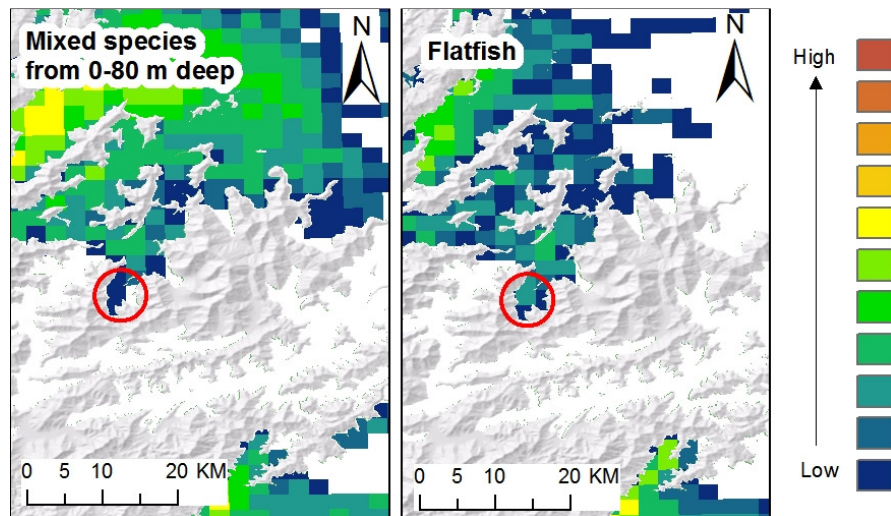 Mixed species
from 0-80 m deep
N
0 5 10 20 KM
Flatfish
N
0 5 10 20 KM
High
Low